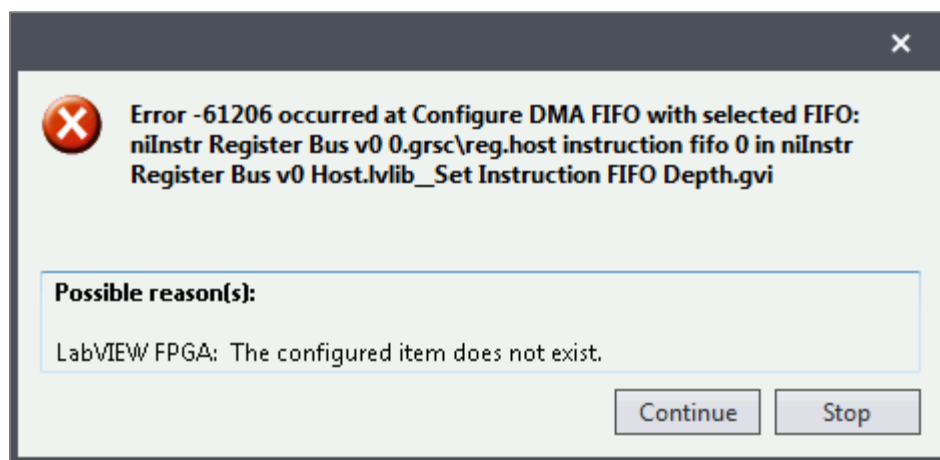 Error -61206 occurred at Configure DMA FIFO with selected FIFO:
niInstr Register Bus v0 0.grsc\reg.host instruction fifo 0 in niInstr
Register Bus v0 Host.lvlib__Set Instruction FIFO Depth.gvi
Possible reason(s):
LabVIEW FPGA:  The configured item does not exist.
Continue
Stop